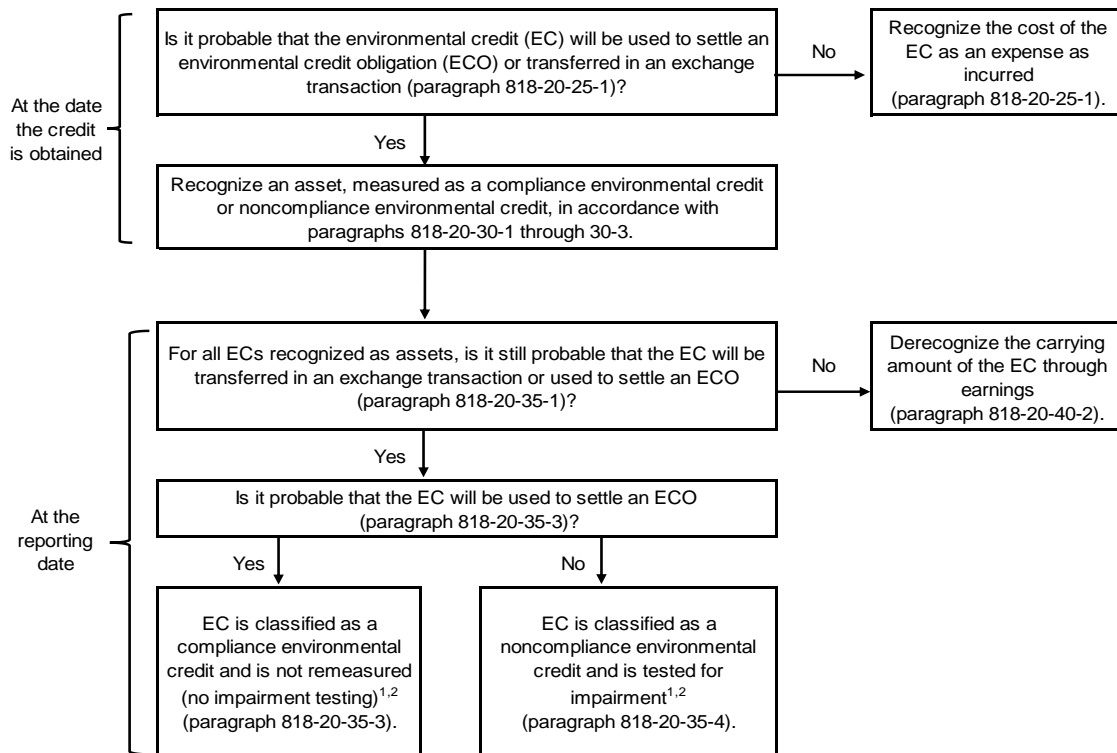 Is it probable that the environmental credit (EC) will be used to settle an
environmental credit obligation (ECO) or transferred in an exchange
transaction (paragraph 818-20-25-1)?
No
Recognize the cost of the
EC as an expense as
incurred
(paragraph 818-20-25-1).
At the date
the credit
is obtained
Yes
Recognize an asset, measured as a compliance environmental credit
or noncompliance environmental credit, in accordance with
paragraphs 818-20-30-1 through 30-3.
For all ECs recognized as assets, is it still probable that the EC will be
transferred in an exchange transaction or used to settle an ECO
(paragraph 818-20-35-1)?
No
Derecognize the carrying
amount of the EC through
earnings
(paragraph 818-20-40-2).
Yes
Is it probable that the EC will be used to settle an ECO
(paragraph 818-20-35-3)?
At the
reporting
date
Yes
No
EC is classified as a
compliance environmental
credit and is not remeasured
(no impairment testing)1,2
(paragraph 818-20-35-3).
EC is classified as a
noncompliance environmental
credit and is tested for
impairment1,2
(paragraph 818-20-35-4).